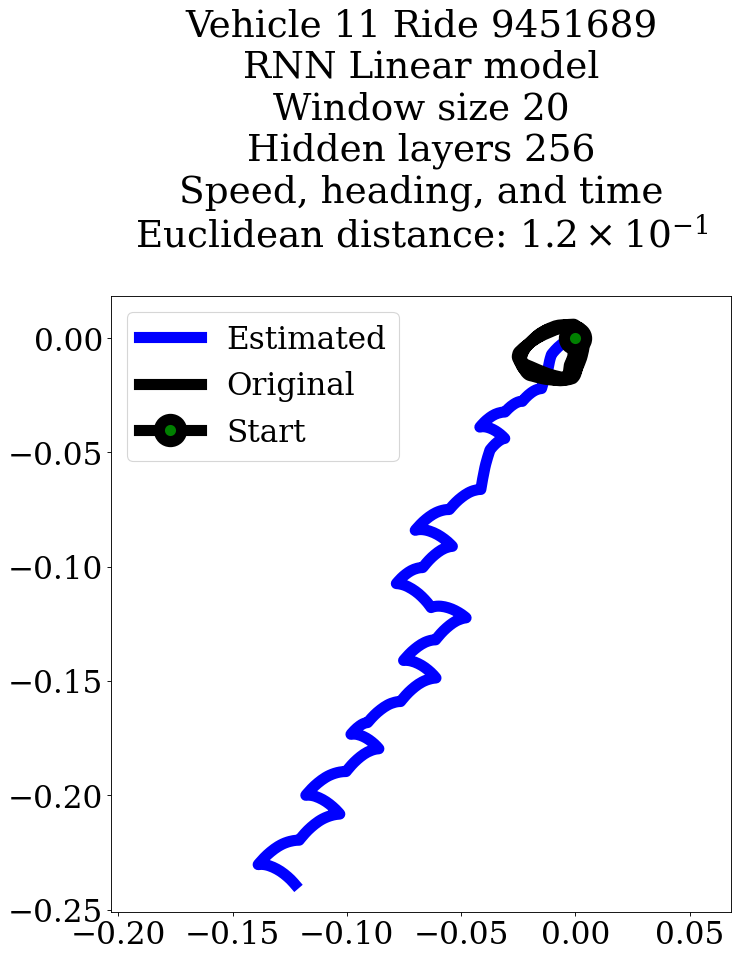 Vehicle 11 Ride 9451689
RNN Linear model
Window size 20
Hidden layers 256
Speed, heading, and time
Euclidean distance: 1.2 × 10⁻¹
Estimated
Original
Start
0.00
−0.05
−0.10
−0.15
−0.20
−0.25
−0.20 −0.15 −0.10 −0.05 0.00 0.05